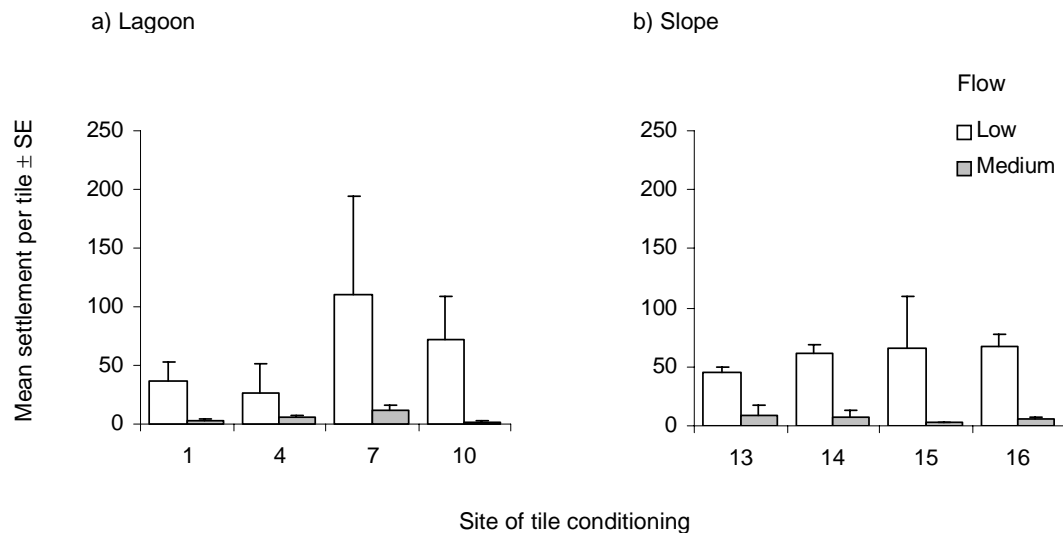 a) Lagoon
b) Slope
Mean settlement per tile ± SE
250
200
150
100
50
0
1 4 7 10
250
200
150
100
50
0
13 14 15 16
Flow
Low
Medium
Site of tile conditioning